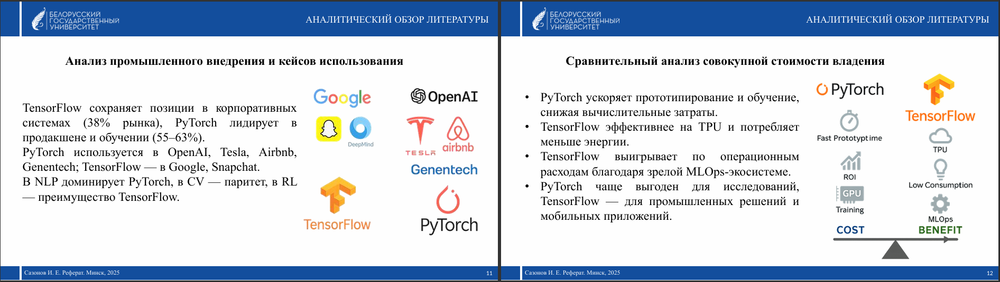 БЕЛОРУССКИЙ
ГОСУДАРСТВЕННЫЙ
УНИВЕРСИТЕТ
АНАЛИТИЧЕСКИЙ ОБЗОР ЛИТЕРАТУРЫ
Анализ промышленного внедрения и кейсов использования
TensorFlow сохраняет позиции в корпоративных
системах (38% рынка), PyTorch лидирует в
продакшене и обучении (55–63%).
PyTorch используется в OpenAI, Tesla, Airbnb,
Genentech; TensorFlow — в Google, Snapchat.
В NLP доминирует PyTorch, в CV — паритет, в RL
— преимущество TensorFlow.
Google
OpenAI
DeepMind
TESLA
airbnb
Genentech
TensorFlow
PyTorch
Сазонов И. Е. Реферат. Минск, 2025
11
БЕЛОРУССКИЙ
ГОСУДАРСТВЕННЫЙ
УНИВЕРСИТЕТ
АНАЛИТИЧЕСКИЙ ОБЗОР ЛИТЕРАТУРЫ
Сравнительный анализ совокупной стоимости владения
• PyTorch ускоряет прототипирование и обучение,
снижая вычислительные затраты.
• TensorFlow эффективнее на TPU и потребляет
меньше энергии.
• TensorFlow выигрывает по операционным
расходам благодаря зрелой MLOps-экосистеме.
• PyTorch чаще выгоден для исследований,
TensorFlow — для промышленных решений и
мобильных приложений.
PyTorch
TensorFlow
Fast Prototyptime
TPU
ROI
Low Consumption
GPU
Training
MLOps
COST
BENEFIT
Сазонов И. Е. Реферат. Минск, 2025
12